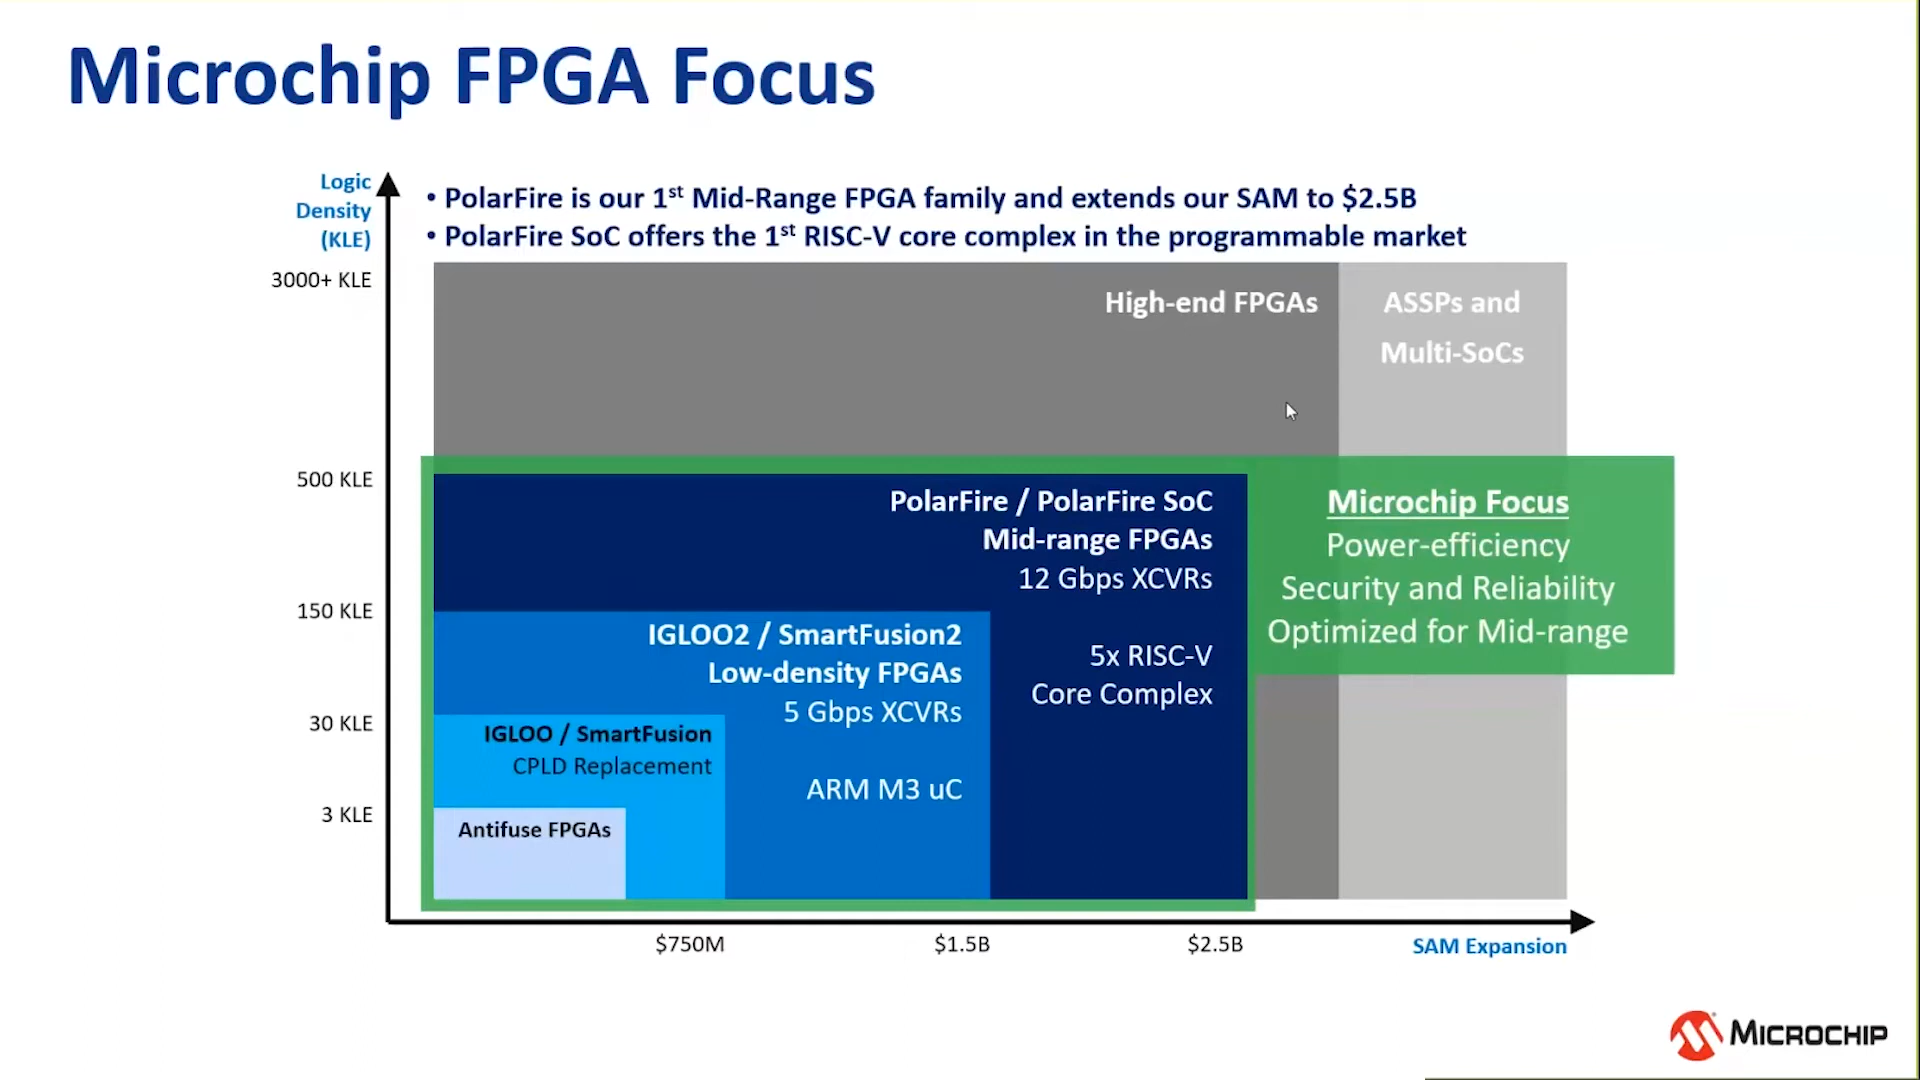 Microchip FPGA Focus
Logic
Density
(KLE)
• PolarFire is our 1st Mid-Range FPGA family and extends our SAM to $2.5B
• PolarFire SoC offers the 1st RISC-V core complex in the programmable market
3000+ KLE
High-end FPGAs
ASSPs and
Multi-SoCs
500 KLE
PolarFire / PolarFire SoC
Mid-range FPGAs
12 Gbps XCVRs
5x RISC-V
Core Complex
Microchip Focus
Power-efficiency
Security and Reliability
Optimized for Mid-range
150 KLE
IGLOO2 / SmartFusion2
Low-density FPGAs
5 Gbps XCVRs
ARM M3 uC
30 KLE
IGLOO / SmartFusion
CPLD Replacement
3 KLE
Antifuse FPGAs
$750M
$1.5B
$2.5B
SAM Expansion
MICROCHIP